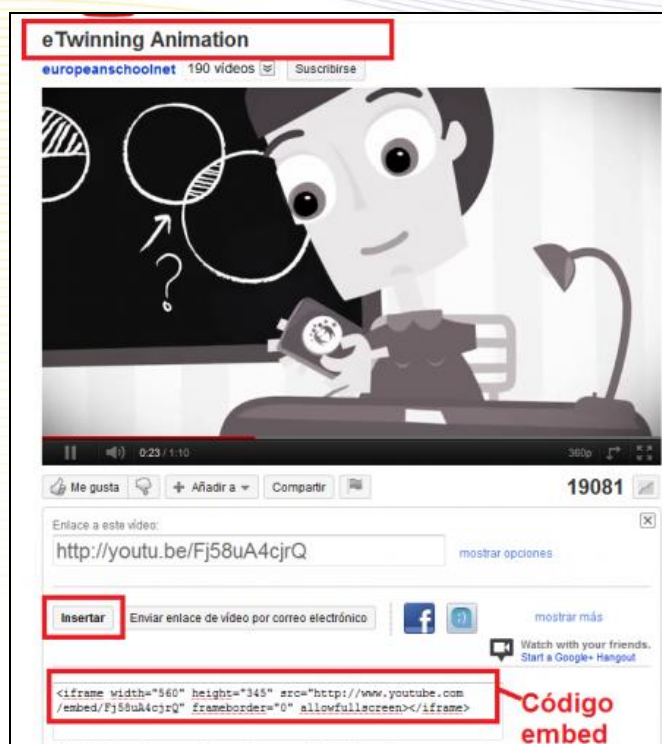 eTwinning Animation
europeanschoolnet 190 vídeos Suscribirse
?
0:23 / 1:10 360p
Me gusta Añadir a Compartir 19081
Enlace a este vídeo:
http://youtu.be/Fj58uA4cjrQ mostrar opciones
Insertar Enviar enlace de vídeo por correo electrónico mostrar más
Watch with your friends.
Start a Google+ Hangout
<iframe width="560" height="345" src="http://www.youtube.com
/embed/Fj58uA4cjrQ" frameborder="0" allowfullscreen></iframe>
Código
embed